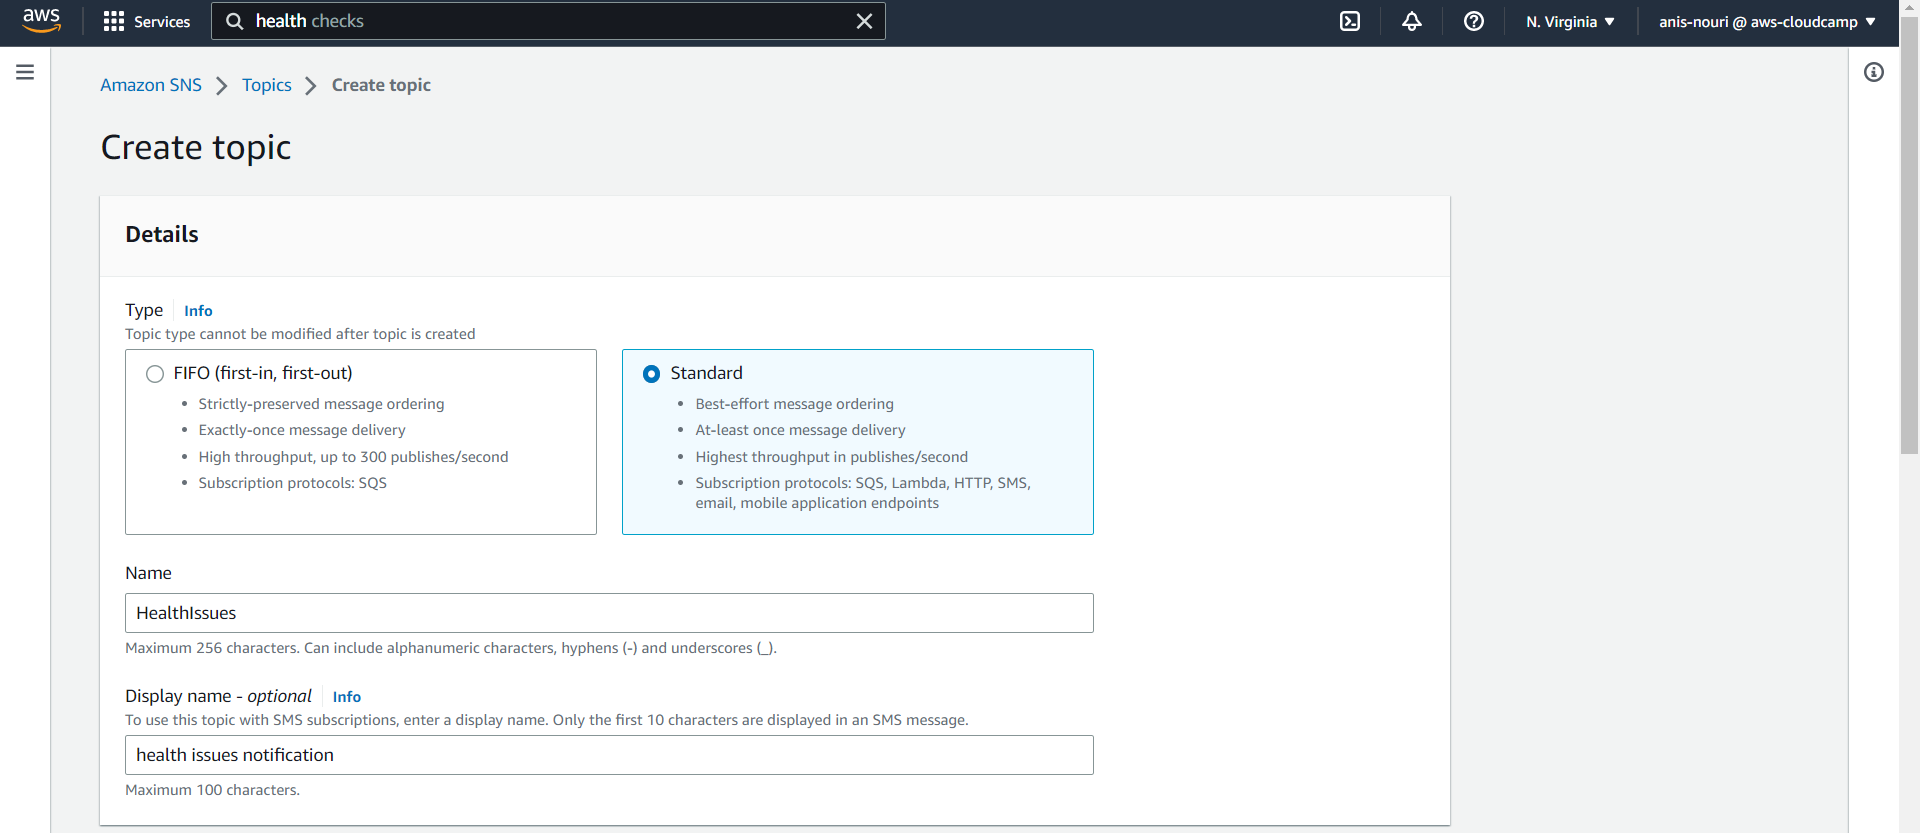 aws Services health checks N. Virginia anis-nouri @ aws-cloudcamp
Amazon SNS Topics Create topic
Create topic
Details
Type Info
Topic type cannot be modified after topic is created
FIFO (first-in, first-out)
• Strictly-preserved message ordering
• Exactly-once message delivery
• High throughput, up to 300 publishes/second
• Subscription protocols: SQS
Standard
• Best-effort message ordering
• At-least once message delivery
• Highest throughput in publishes/second
• Subscription protocols: SQS, Lambda, HTTP, SMS,
email, mobile application endpoints
Name
HealthIssues
Maximum 256 characters. Can include alphanumeric characters, hyphens (-) and underscores (_).
Display name - optional Info
To use this topic with SMS subscriptions, enter a display name. Only the first 10 characters are displayed in an SMS message.
health issues notification
Maximum 100 characters.